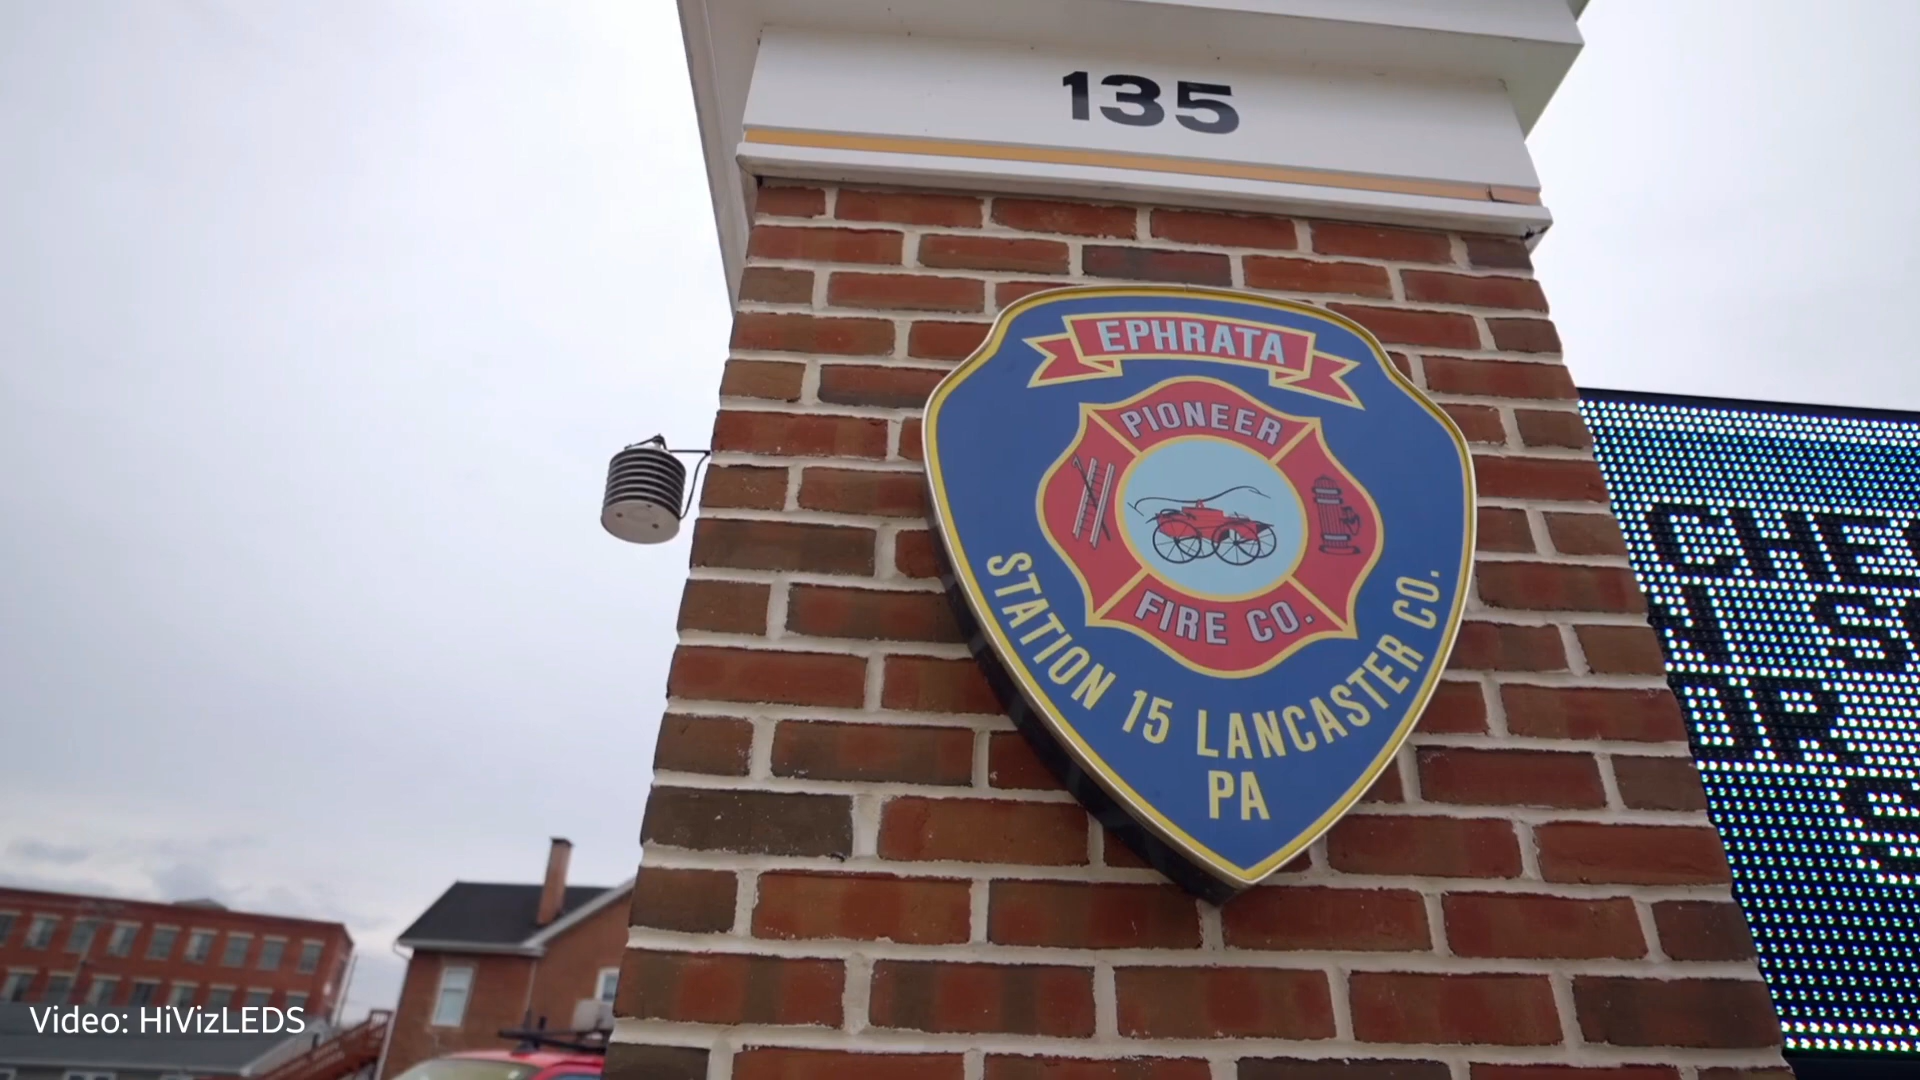 135
EPHRATA
PIONEER
FIRE CO.
STATION 15 LANCASTER CO.
PA
Video: HiVizLEDS